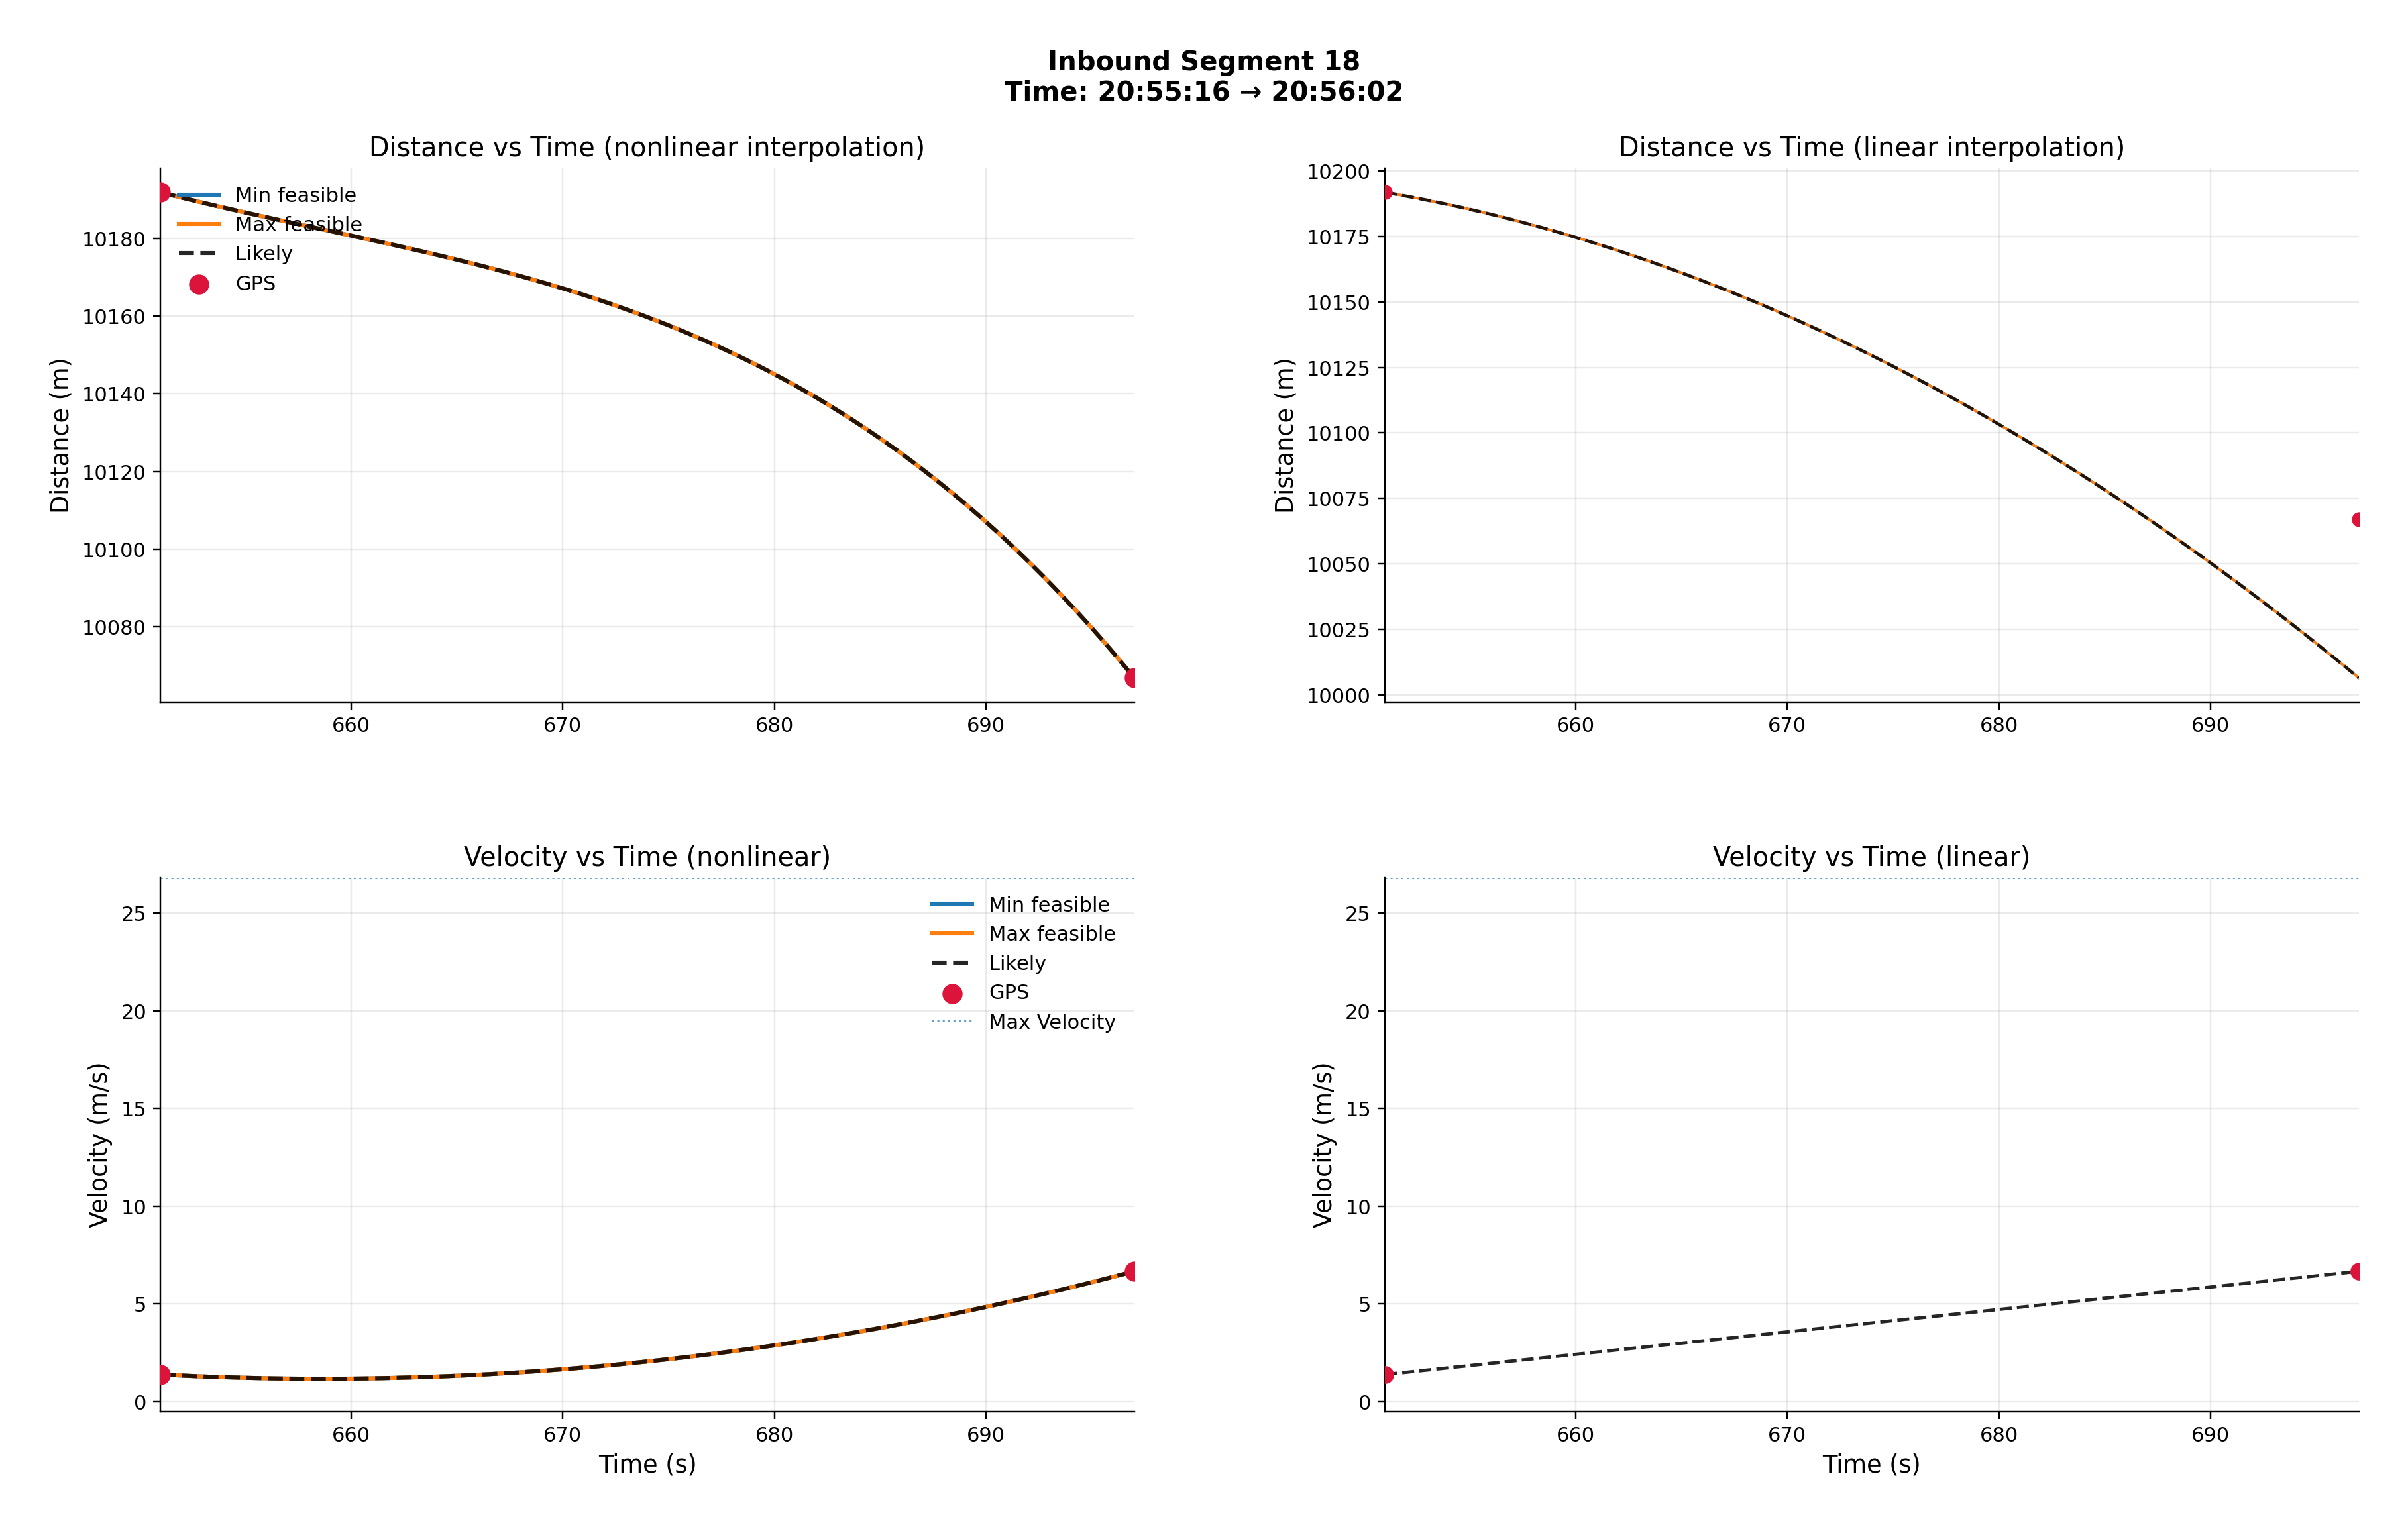 Inbound Segment 18
Time: 20:55:16 → 20:56:02
Distance vs Time (nonlinear interpolation)
Distance (m)
10180
10160
10140
10120
10100
10080
660
670
680
690
Min feasible
Max feasible
Likely
GPS
Distance vs Time (linear interpolation)
Distance (m)
10200
10175
10150
10125
10100
10075
10050
10025
10000
660
670
680
690
Velocity vs Time (nonlinear)
Velocity (m/s)
25
20
15
10
5
0
660
670
680
690
Time (s)
Min feasible
Max feasible
Likely
GPS
Max Velocity
Velocity vs Time (linear)
Velocity (m/s)
25
20
15
10
5
0
660
670
680
690
Time (s)